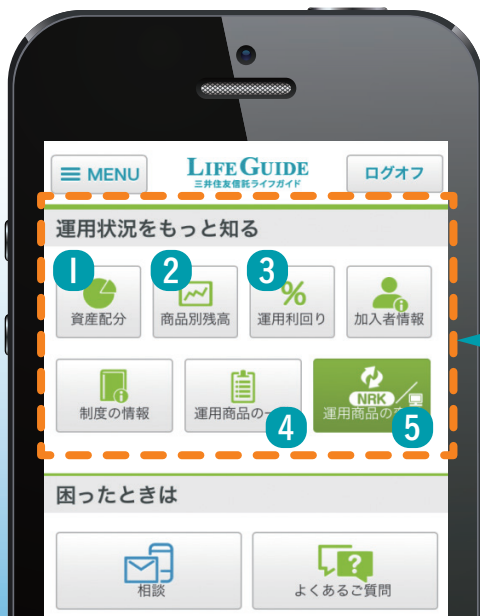 MENU
LIFEGUIDE
三井住友信託ライフガイド
ログオフ
運用状況をもっと知る
1 2 3
%
資産配分 商品別残高 運用利回り 加入者情報
NRK
制度の情報 運用商品の 運用商品の
4 5
困ったときは
?
相談 よくあるご質問